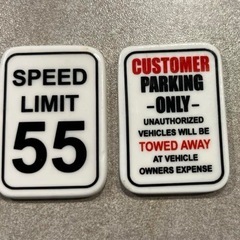 SPEED
LIMIT
55
CUSTOMER
PARKING
-ONLY-
UNAUTHORIZED
VEHICLES WILL BE
TOWED AWAY
AT VEHICLE
OWNERS EXPENSE